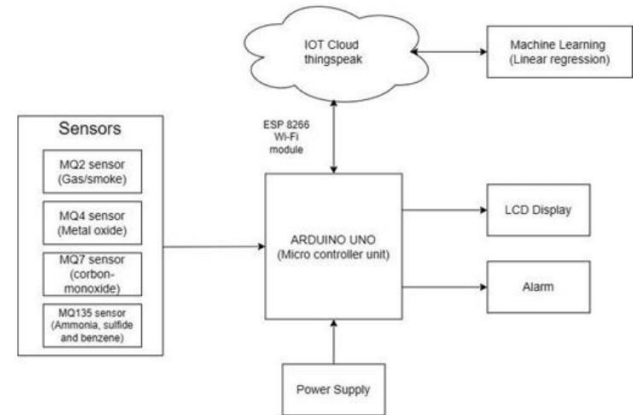 IOT Cloud
thingspeak
Machine Learning
(Linear regression)
ESP 8266
Wi-Fi
module
Sensors
MQ2 sensor
(Gas/smoke)
MQ4 sensor
(Metal oxide)
MQ7 sensor
(corbon-
monoxide)
MQ135 sensor
(Ammonia, sulfide
and benzene)
ARDUINO UNO
(Micro controller unit)
LCD Display
Alarm
Power Supply